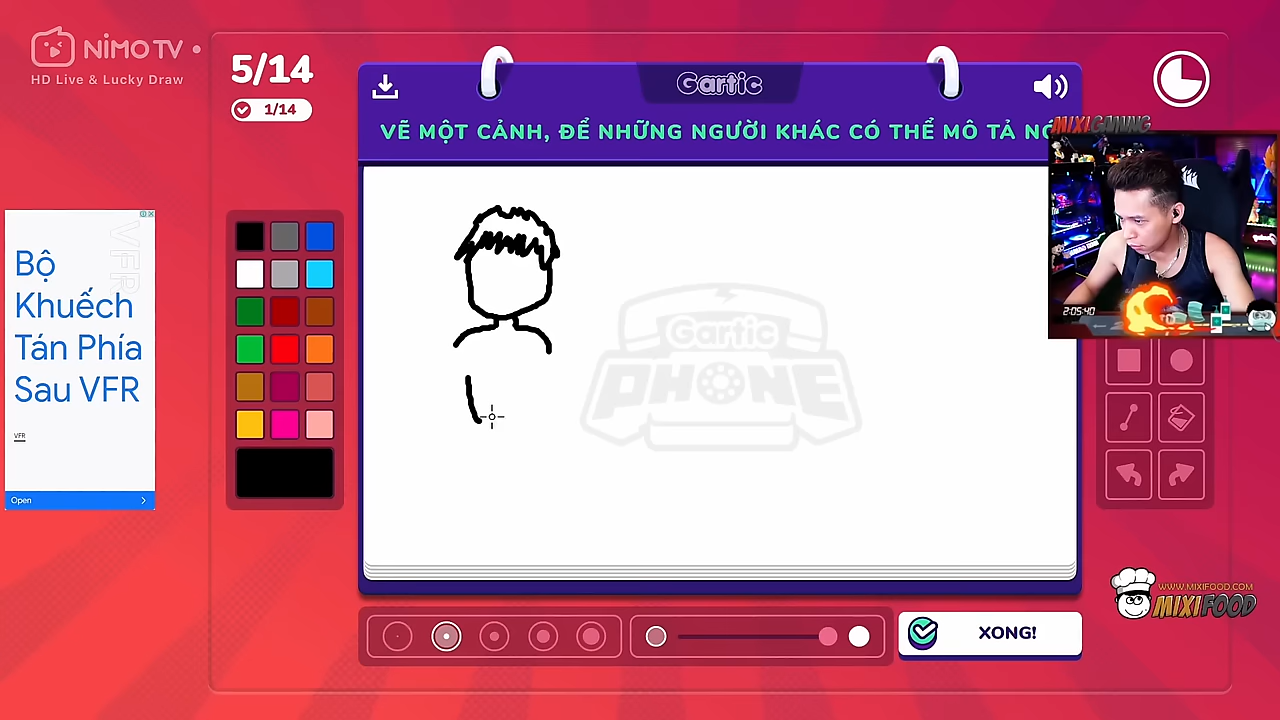 NIMO TV
HD Live & Lucky Draw
5/14
1/14
Gartic
VẼ MỘT CẢNH, ĐỂ NHỮNG NGƯỜI KHÁC CÓ THỂ MÔ TẢ NÓ
MIXIGAMING
2:05:40
VFR
Bộ
Khuếch
Tán Phía
Sau VFR
VFR
Open
Gartic
PHONE
WWW.MIXIFOOD.COM
MIXIFOOD
XONG!